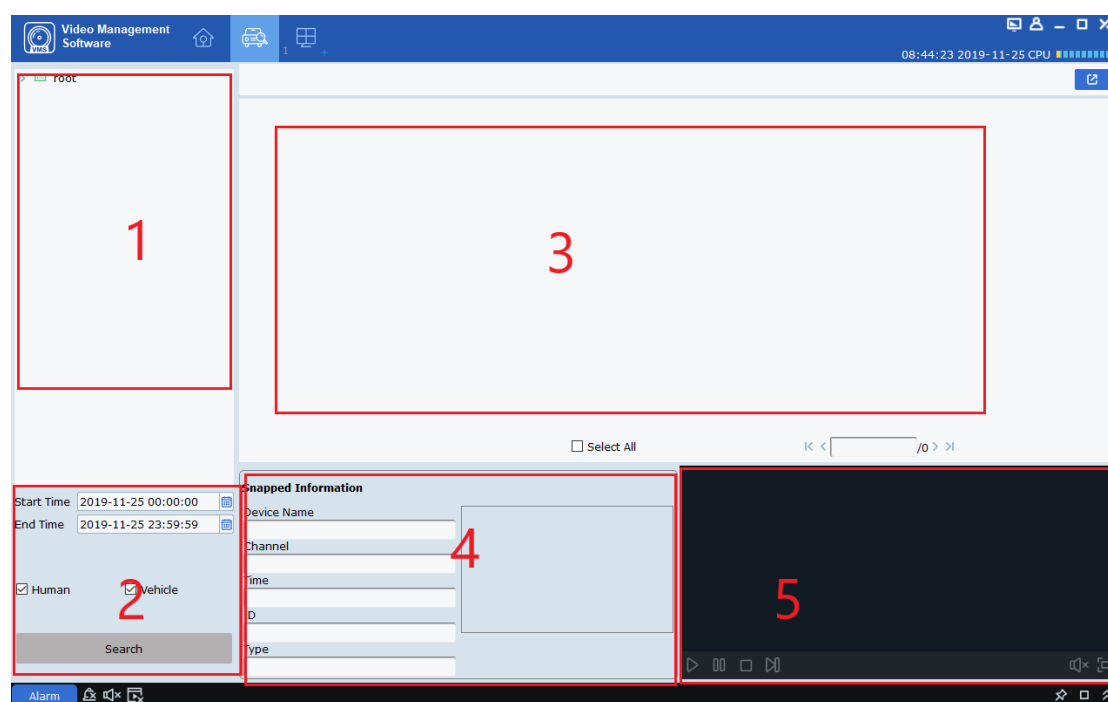 Video Management
Software
VMS
1
+
08:44:23 2019-11-25 CPU
root
1
3
Select All
/0
Start Time 2019-11-25 00:00:00
End Time 2019-11-25 23:59:59
Human
Vehicle
2
Search
Snapped Information
Device Name
Channel
4
Time
ID
Type
5
Alarm